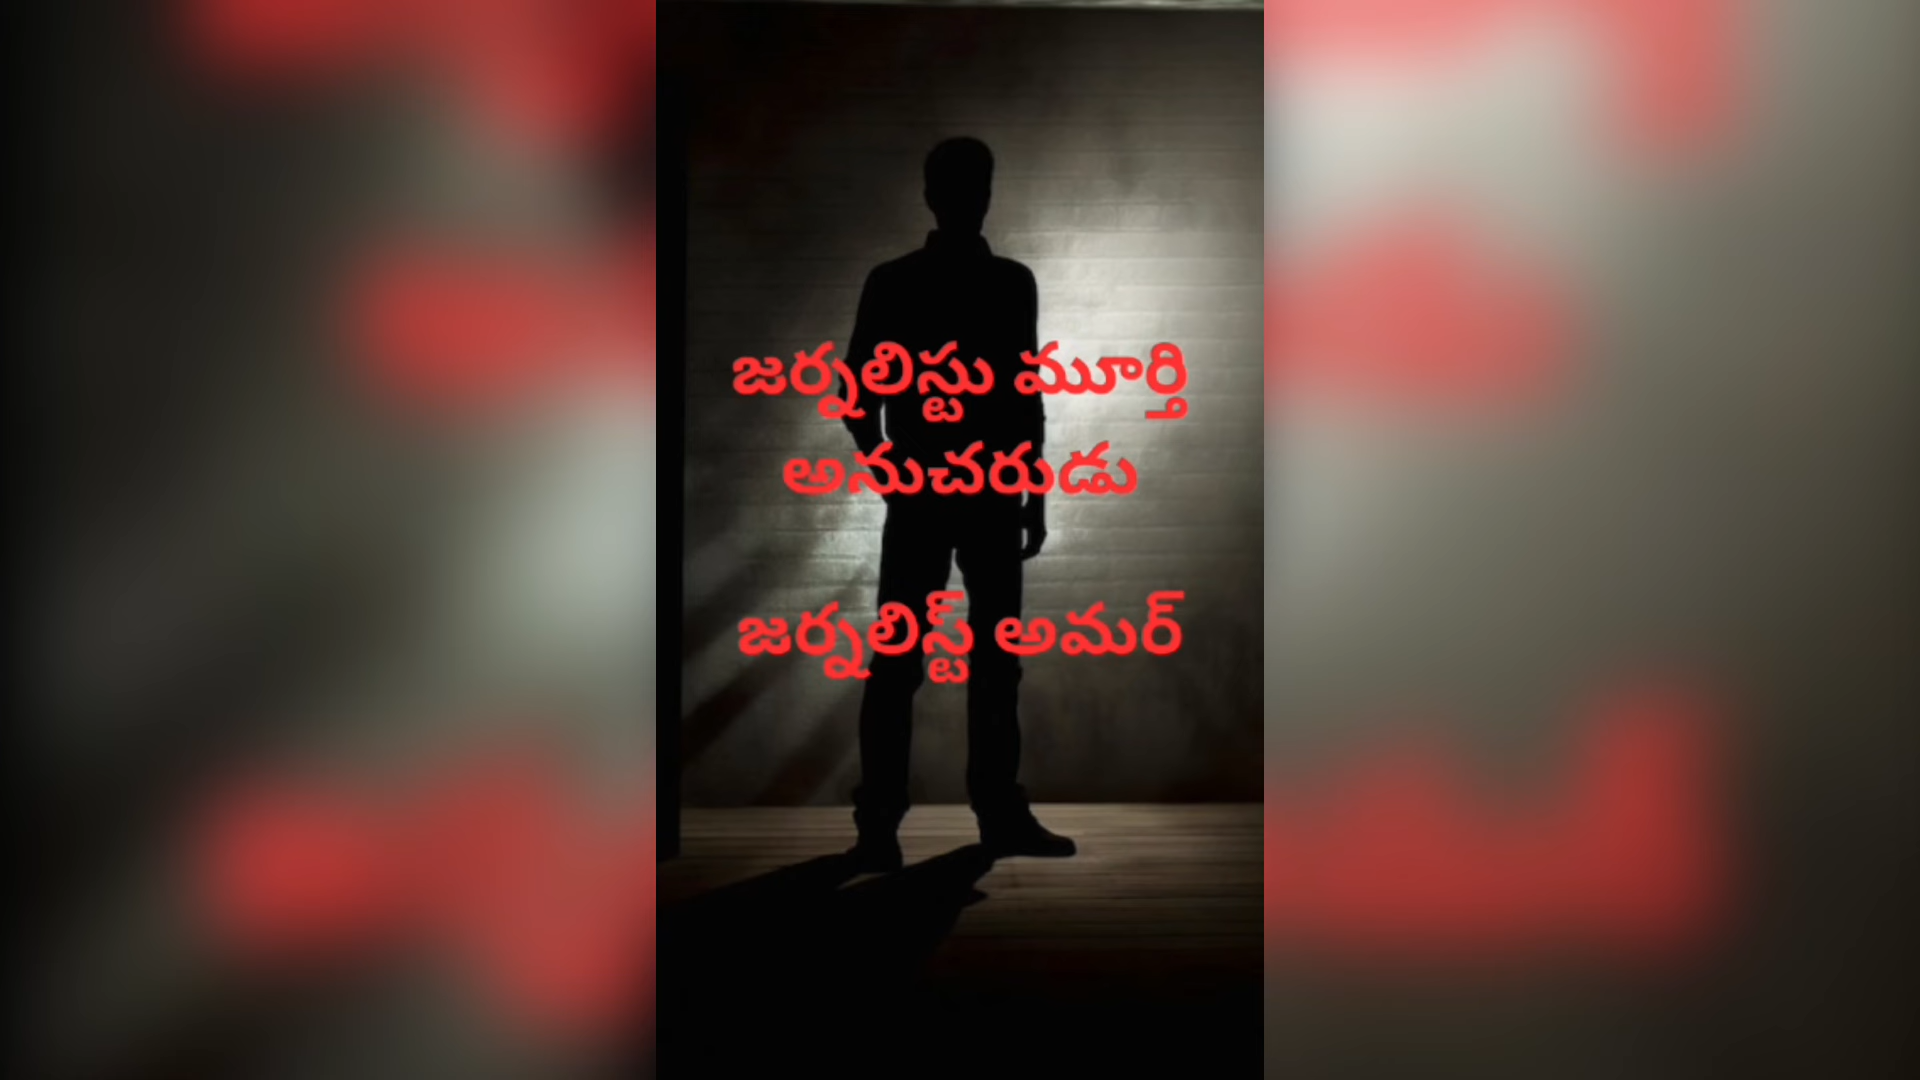 జర్నలిస్టు మూర్తి
అనుచరుడు
జర్నలిస్ట్ అమర్